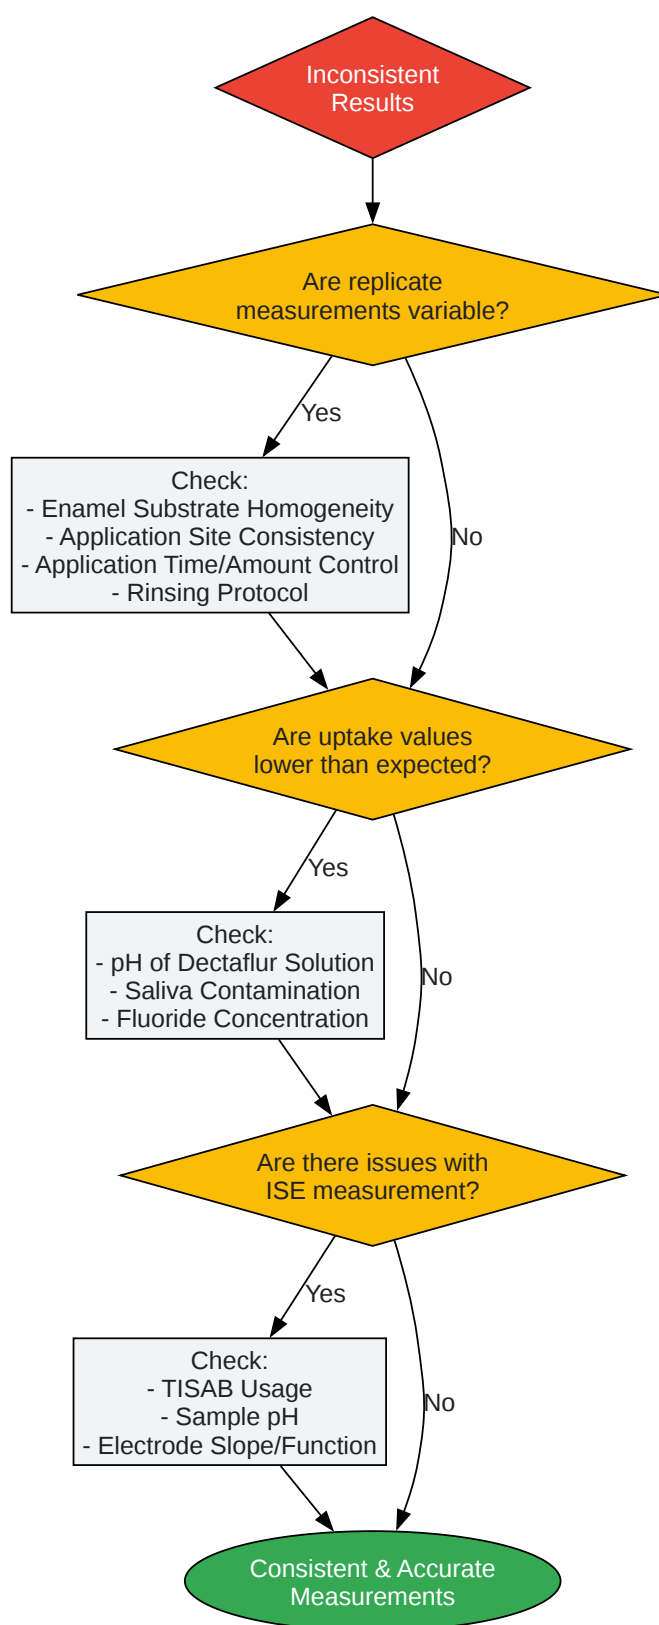 Inconsistent
Results
Are replicate
measurements variable?
Yes
Check:
- Enamel Substrate Homogeneity
- Application Site Consistency
- Application Time/Amount Control
- Rinsing Protocol
No
Are uptake values
lower than expected?
Yes
Check:
- pH of Dectaflur Solution
- Saliva Contamination
- Fluoride Concentration
No
Are there issues with
ISE measurement?
Yes
Check:
- TISAB Usage
- Sample pH
- Electrode Slope/Function
No
Consistent & Accurate
Measurements